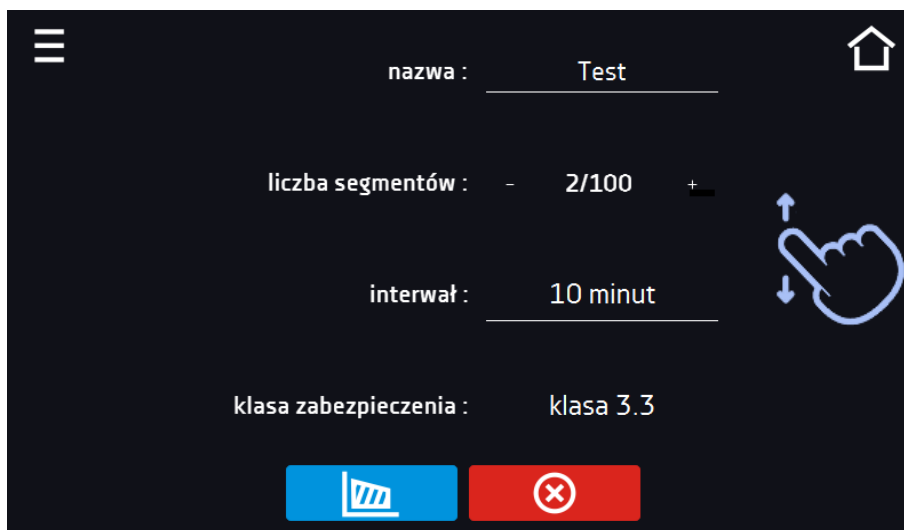 nazwa : Test
liczba segmentów : - 2/100 +
interwał : 10 minut
klasa zabezpieczenia : klasa 3.3